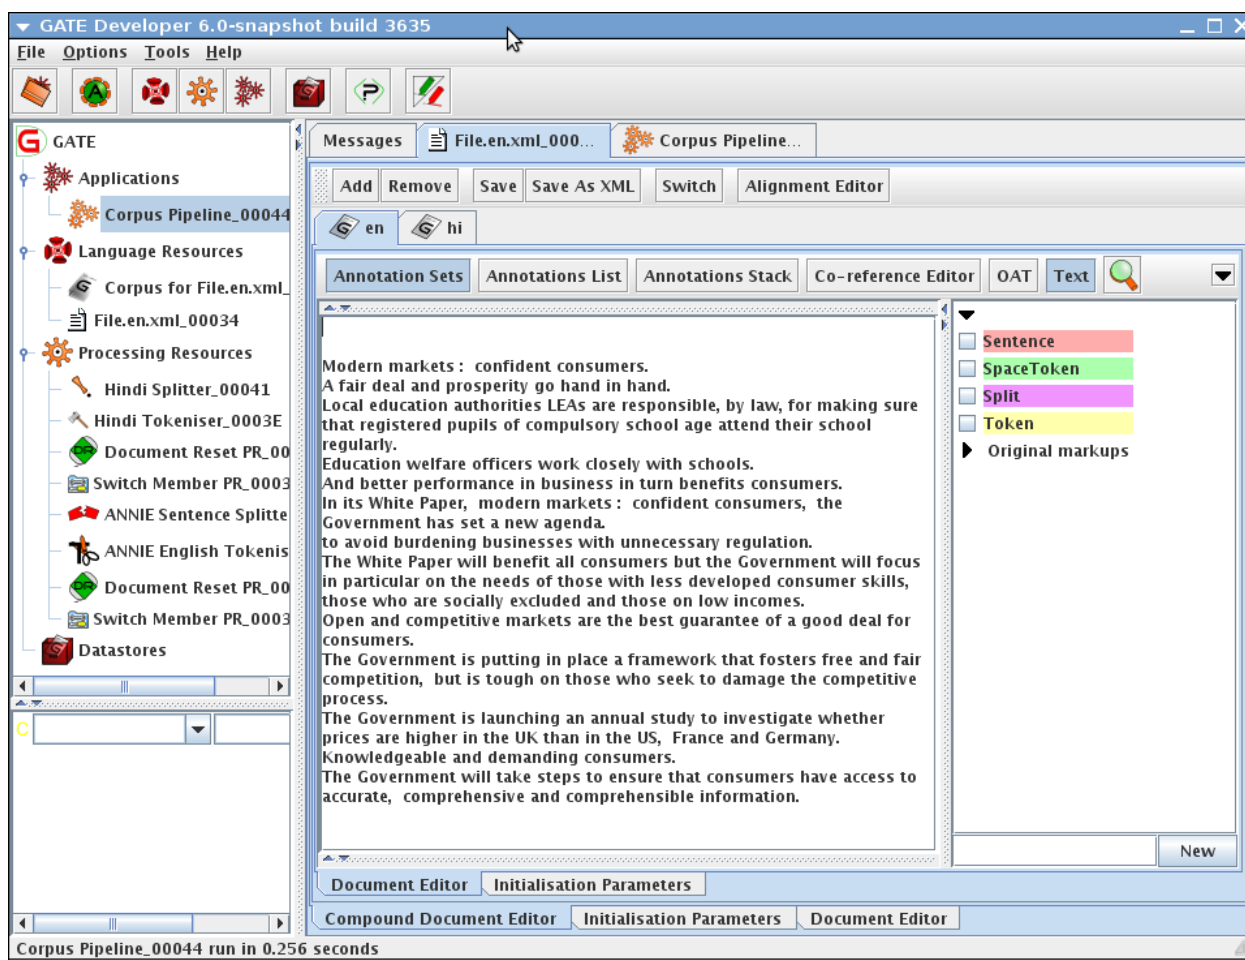 GATE Developer 6.0-snapshot build 3635
File Options Tools Help
GATE
Applications
Corpus Pipeline_00044
Language Resources
Corpus for File.en.xml_
File.en.xml_00034
Processing Resources
Hindi Splitter_00041
Hindi Tokeniser_0003E
Document Reset PR_00
Switch Member PR_0003
ANNIE Sentence Splitte
ANNIE English Tokenis
Document Reset PR_00
Switch Member PR_0003
Datastores
Messages File.en.xml_000... Corpus Pipeline...
Add Remove Save Save As XML Switch Alignment Editor
en hi
Annotation Sets Annotations List Annotations Stack Co-reference Editor OAT Text
Modern markets : confident consumers.
A fair deal and prosperity go hand in hand.
Local education authorities LEAs are responsible, by law, for making sure
that registered pupils of compulsory school age attend their school
regularly.
Education welfare officers work closely with schools.
And better performance in business in turn benefits consumers.
In its White Paper, modern markets : confident consumers, the
Government has set a new agenda.
to avoid burdening businesses with unnecessary regulation.
The White Paper will benefit all consumers but the Government will focus
in particular on the needs of those with less developed consumer skills,
those who are socially excluded and those on low incomes.
Open and competitive markets are the best guarantee of a good deal for
consumers.
The Government is putting in place a framework that fosters free and fair
competition, but is tough on those who seek to damage the competitive
process.
The Government is launching an annual study to investigate whether
prices are higher in the UK than in the US, France and Germany.
Knowledgeable and demanding consumers.
The Government will take steps to ensure that consumers have access to
accurate, comprehensive and comprehensible information.
Sentence
SpaceToken
Split
Token
Original markups
New
Document Editor Initialisation Parameters
Compound Document Editor Initialisation Parameters Document Editor
C
Corpus Pipeline_00044 run in 0.256 seconds